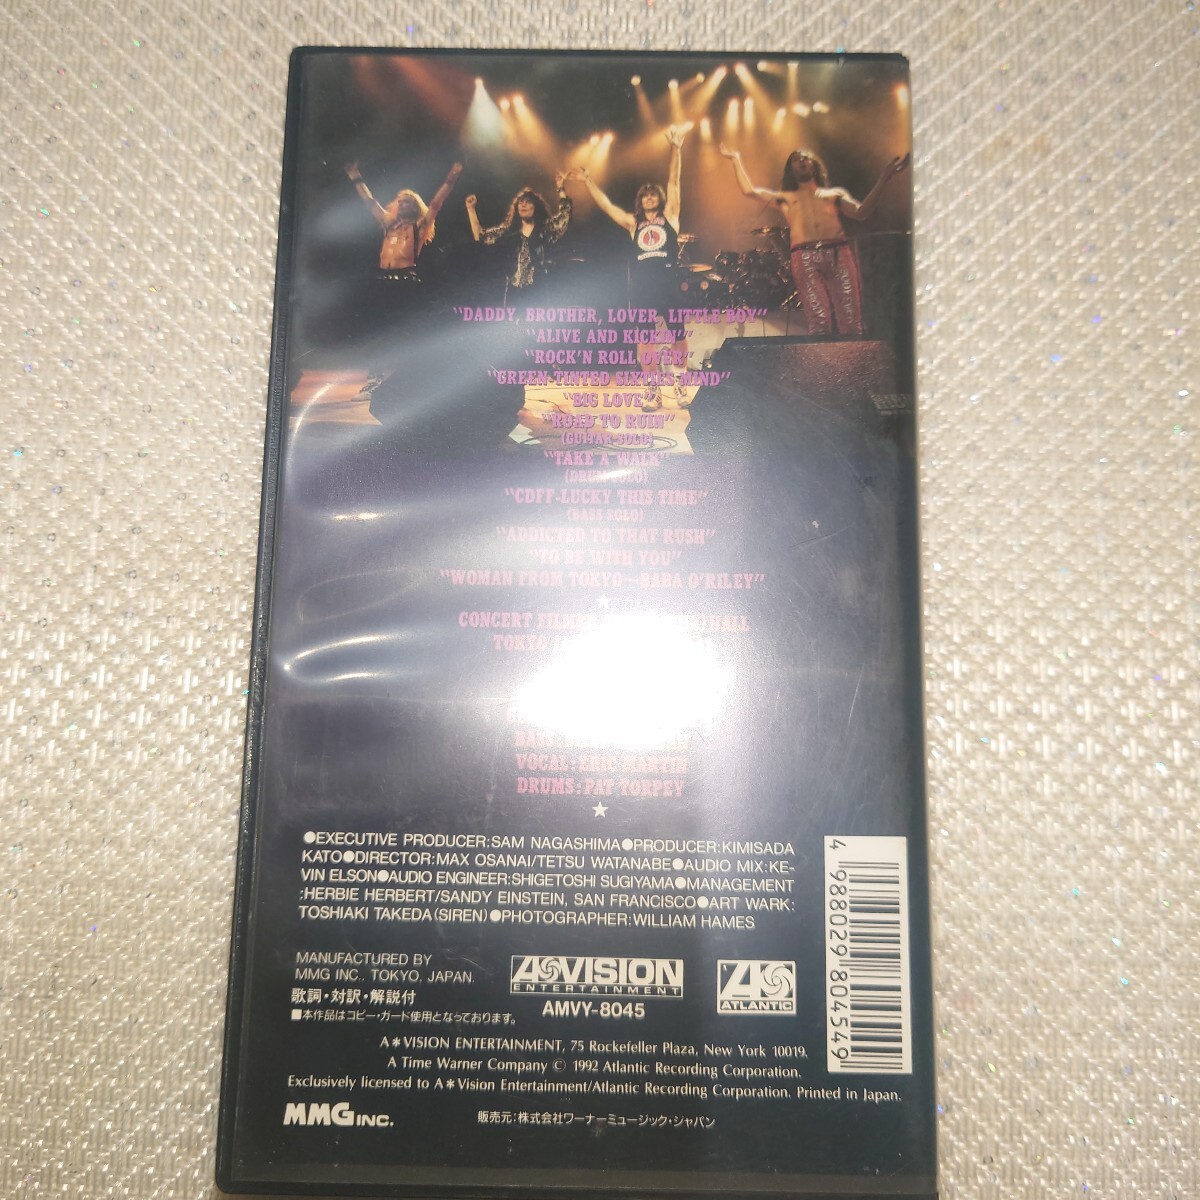 "DADDY, BROTHER, LOVER, LITTLE BOY"
"ALIVE AND KICKIN'"
"ROCK'N ROLL OVER"
"GREEN-TINTED SIXTIES MIND"
"BIG LOVE"
"ROAD TO RUIN"
(GUITAR SOLO)
"TAKE A WALK"
(DRUM SOLO)
"CDFF-LUCKY THIS TIME"
(BASS SOLO)
"ADDICTED TO THAT RUSH"
"TO BE WITH YOU"
"WOMAN FROM TOKYO—BABA O'RILEY"
CONCERT FILMED
TOKYO
VOCAL: ERIC MARTIN
DRUMS: PAT TORPEY
●EXECUTIVE PRODUCER:SAM NAGASHIMA●PRODUCER:KIMISADA
KATO●DIRECTOR:MAX OSANAI/TETSU WATANABE●AUDIO MIX:KE-
VIN ELSON●AUDIO ENGINEER:SHIGETOSHI SUGIYAMA●MANAGEMENT
:HERBIE HERBERT/SANDY EINSTEIN, SAN FRANCISCO●ART WARK:
TOSHIAKI TAKEDA(SIREN)●PHOTOGRAPHER:WILLIAM HAMES
MANUFACTURED BY
MMG INC., TOKYO, JAPAN.
歌詞・対訳・解説付
■本作品はコピー・ガード使用となっております。
A*VISION
ENTERTAINMENT
AMVY-8045
ATLANTIC
4 988029 804549
A*VISION ENTERTAINMENT, 75 Rockefeller Plaza, New York 10019.
A Time Warner Company © 1992 Atlantic Recording Corporation.
Exclusively licensed to A*Vision Entertainment/Atlantic Recording Corporation. Printed in Japan.
MMG INC.
販売元:株式会社ワーナーミュージック・ジャパン